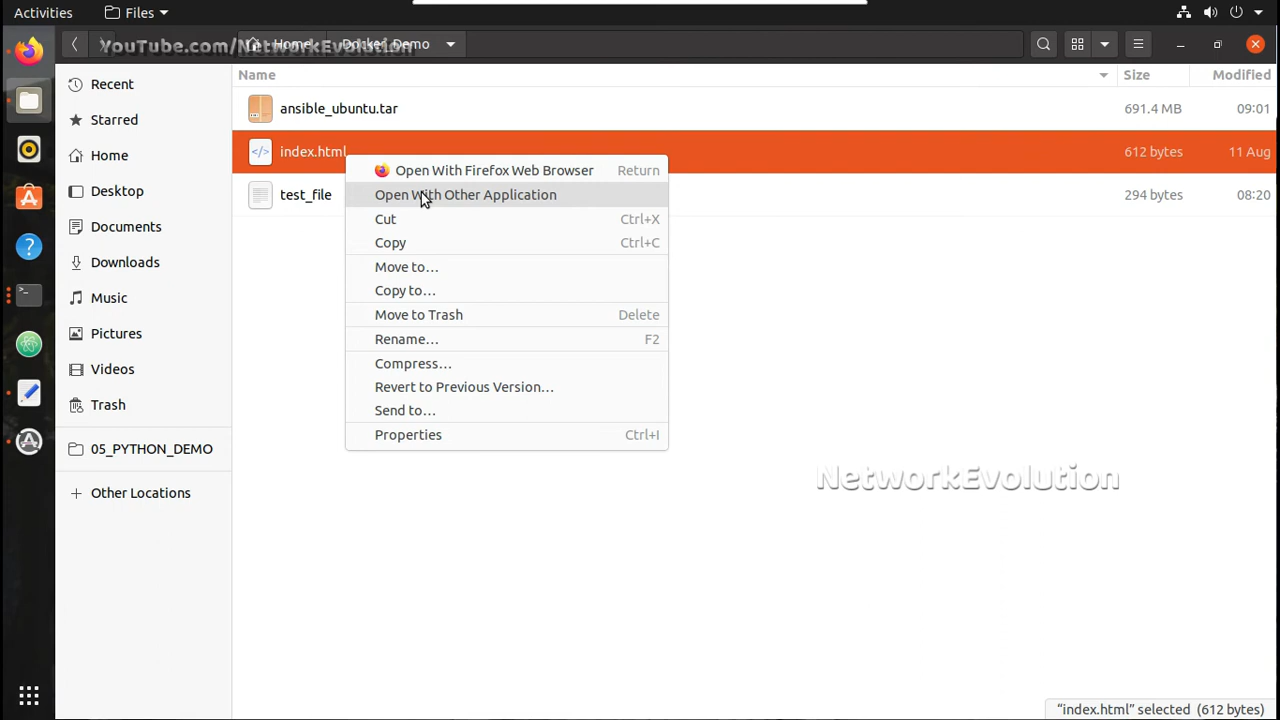 Activities
Files
YouTube.com/NetworkEvolution
Home
Docker_Demo
Recent
Starred
Home
Desktop
Documents
Downloads
Music
Pictures
Videos
Trash
05_PYTHON_DEMO
Other Locations
Name Size Modified
ansible_ubuntu.tar 691.4 MB 09:01
index.html 612 bytes 11 Aug
test_file 294 bytes 08:20
Open With Firefox Web Browser Return
Open With Other Application
Cut Ctrl+X
Copy Ctrl+C
Move to…
Copy to…
Move to Trash Delete
Rename… F2
Compress…
Revert to Previous Version…
Send to…
Properties Ctrl+I
NetworkEvolution
“index.html” selected (612 bytes)